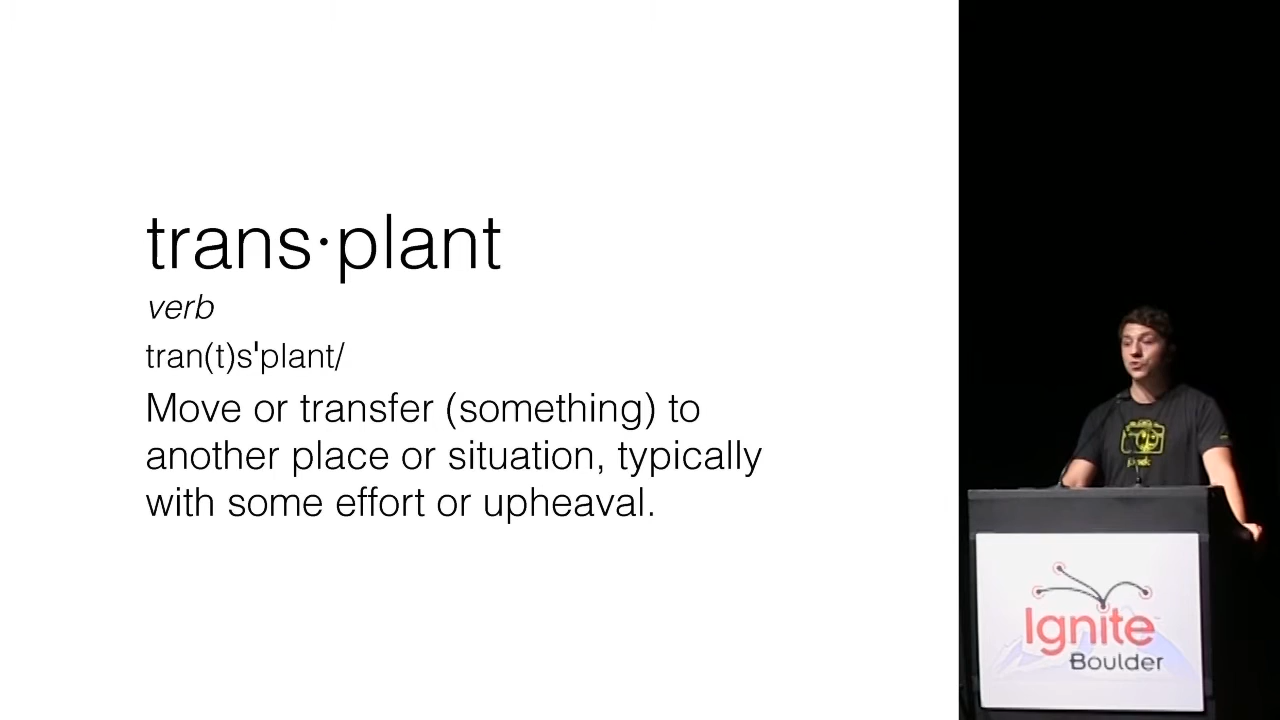 trans·plant
verb
tran(t)s'plant/
Move or transfer (something) to
another place or situation, typically
with some effort or upheaval.
Ignite
Boulder